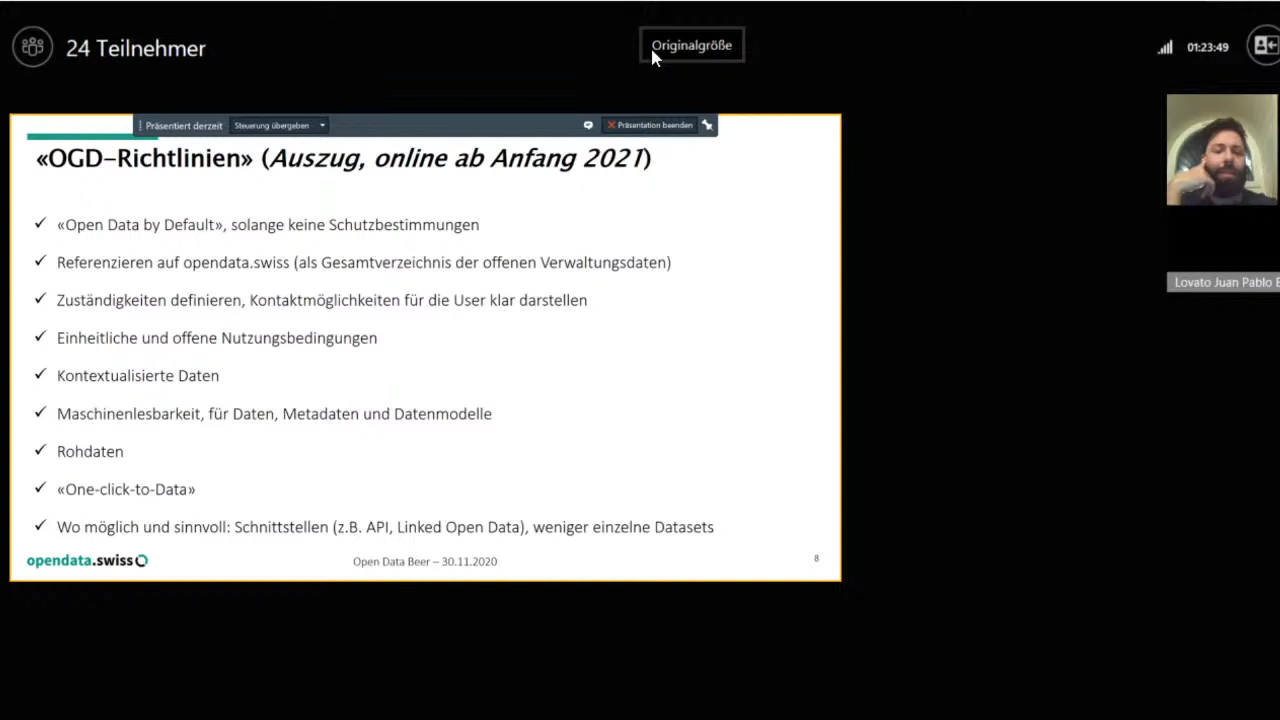 24 Teilnehmer
Originalgröße
01:23:49
Präsentiert derzeit
Steuerung übergeben
Präsentation beenden
«OGD-Richtlinien» (Auszug, online ab Anfang 2021)
«Open Data by Default», solange keine Schutzbestimmungen
Referenzieren auf opendata.swiss (als Gesamtverzeichnis der offenen Verwaltungsdaten)
Zuständigkeiten definieren, Kontaktmöglichkeiten für die User klar darstellen
Einheitliche und offene Nutzungsbedingungen
Kontextualisierte Daten
Maschinenlesbarkeit, für Daten, Metadaten und Datenmodelle
Rohdaten
«One-click-to-Data»
Wo möglich und sinnvoll: Schnittstellen (z.B. API, Linked Open Data), weniger einzelne Datasets
opendata.swiss
Open Data Beer – 30.11.2020
8
Lovato Juan Pablo